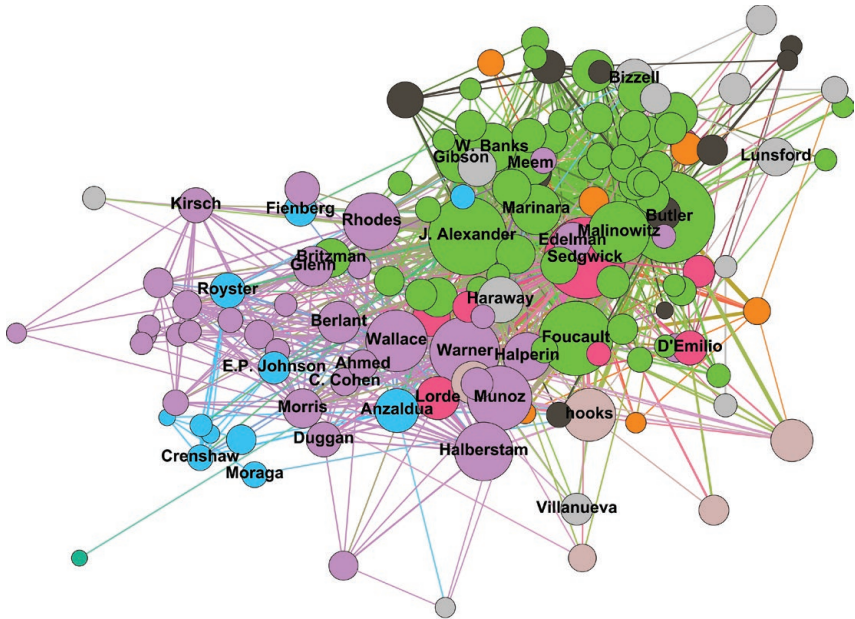 Bizzell
W. Banks
Gibson
Meem
Lunsford
Kirsch
Fienberg
Rhodes
Marinara
Butler
J. Alexander
Malinowitz
Edelman
Britzman
Glenn
Sedgwick
Royster
Haraway
Berlant
Wallace
Foucault
Warner
D'Emilio
Halperin
E.P. Johnson
Ahmed
C. Cohen
Lorde
Munoz
Morris
Anzaldua
hooks
Duggan
Halberstam
Crenshaw
Moraga
Villanueva